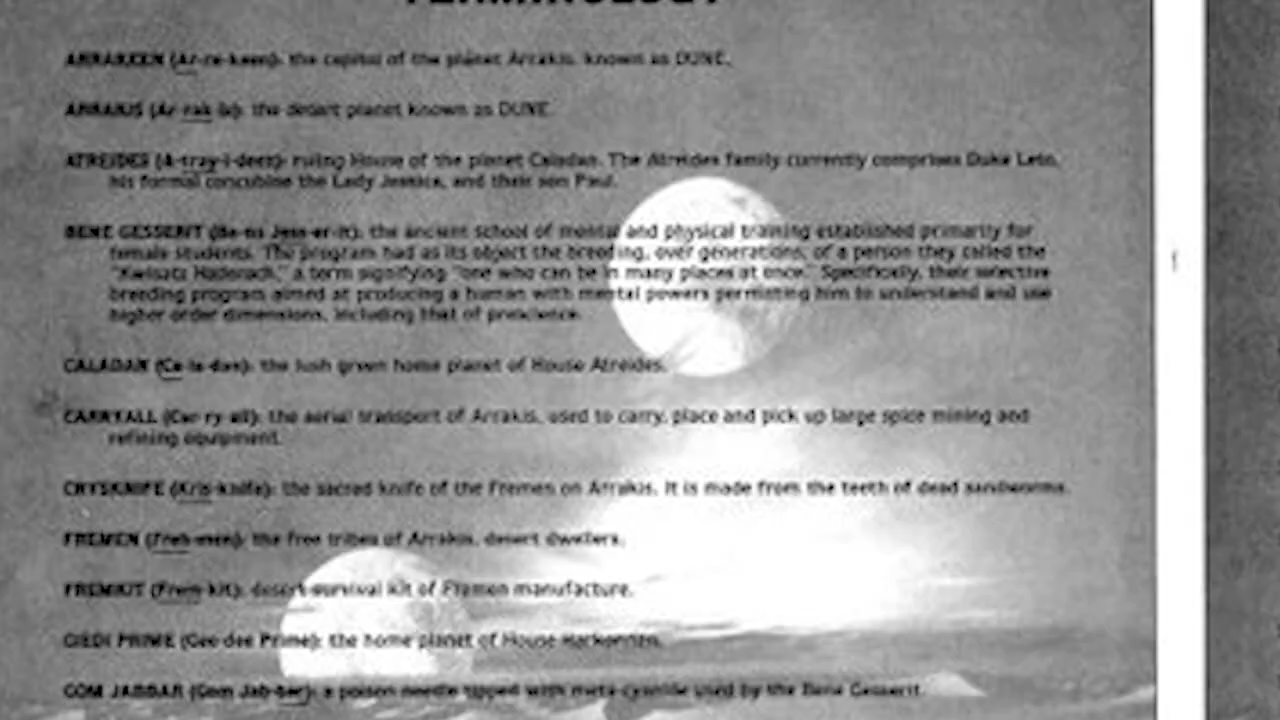 TERMINOLOGY
ARRAKEEN (Ar-ra-keen): the capitol of the planet Arrakis, known as DUNE.
ARRAKIS (Ar-rak-is): the desert planet known as DUNE.
ATREIDES (A-tray-i-dees): ruling House of the planet Caladan. The Atreides family currently comprises Duke Leto,
his formal concubine the Lady Jessica, and their son Paul.
BENE GESSERIT (Be-ne Jess-er-it): the ancient school of mental and physical training established primarily for
female students. The program had as its object the breeding, over generations, of a person they called the
"Kwisatz Haderach," a term signifying "one who can be in many places at once." Specifically, their selective
breeding program aimed at producing a human with mental powers permitting him to understand and use
higher order dimensions, including that of prescience.
CALADAN (Ca-la-dan): the lush green home planet of House Atreides.
CARRYALL (Car-ry-all): the aerial transport of Arrakis, used to carry, place and pick up large spice mining and
refining equipment.
CRYSKNIFE (Kris-knife): the sacred knife of the Fremen on Arrakis. It is made from the teeth of dead sandworms.
FREMEN (Freh-men): the free tribes of Arrakis, desert dwellers.
FREMKIT (Frem-kit): desert-survival kit of Fremen manufacture.
GIEDI PRIME (Gee-dee Prime): the home planet of House Harkonnen.
GOM JABBAR (Gom Jab-bar): a poison needle tipped with meta-cyanide used by the Bene Gesserit.